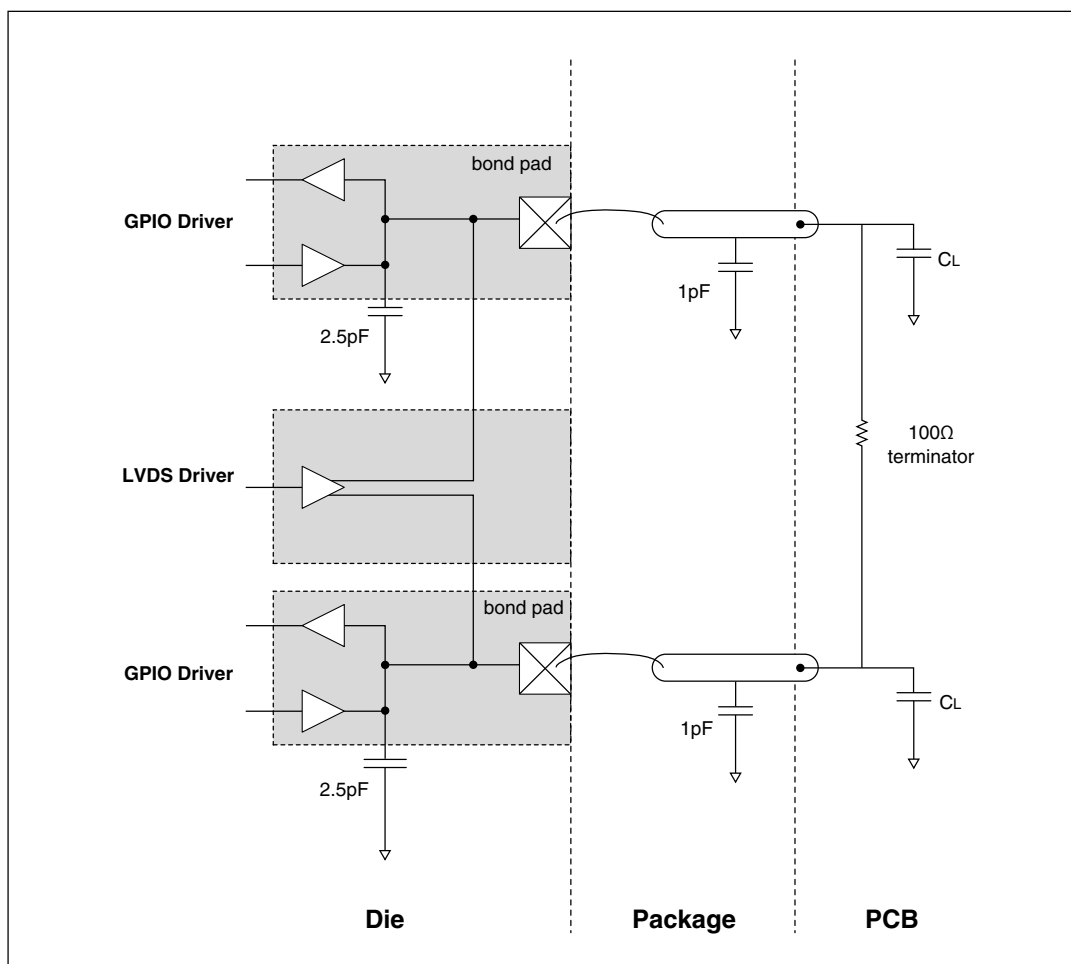 bond pad
GPIO Driver
2.5pF
1pF
CL
LVDS Driver
100Ω
terminator
bond pad
GPIO Driver
2.5pF
1pF
CL
Die
Package
PCB